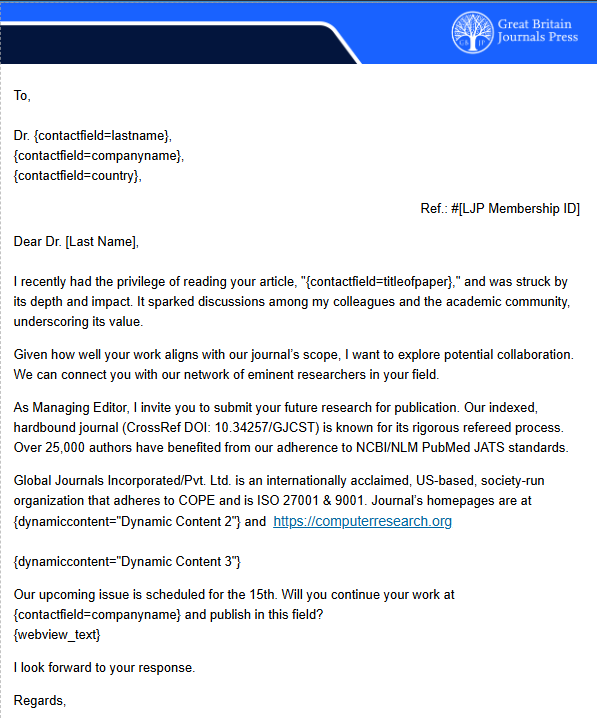 Great Britain
Journals Press
GB JP
To,
Dr. {contactfield=lastname},
{contactfield=companyname},
{contactfield=country},
Ref.: #[LJP Membership ID]
Dear Dr. [Last Name],
I recently had the privilege of reading your article, "{contactfield=titleofpaper}," and was struck by
its depth and impact. It sparked discussions among my colleagues and the academic community,
underscoring its value.
Given how well your work aligns with our journal’s scope, I want to explore potential collaboration.
We can connect you with our network of eminent researchers in your field.
As Managing Editor, I invite you to submit your future research for publication. Our indexed,
hardbound journal (CrossRef DOI: 10.34257/GJCST) is known for its rigorous refereed process.
Over 25,000 authors have benefited from our adherence to NCBI/NLM PubMed JATS standards.
Global Journals Incorporated/Pvt. Ltd. is an internationally acclaimed, US-based, society-run
organization that adheres to COPE and is ISO 27001 & 9001. Journal’s homepages are at
{dynamiccontent="Dynamic Content 2"} and https://computerresearch.org
{dynamiccontent="Dynamic Content 3"}
Our upcoming issue is scheduled for the 15th. Will you continue your work at
{contactfield=companyname} and publish in this field?
{webview_text}
I look forward to your response.
Regards,